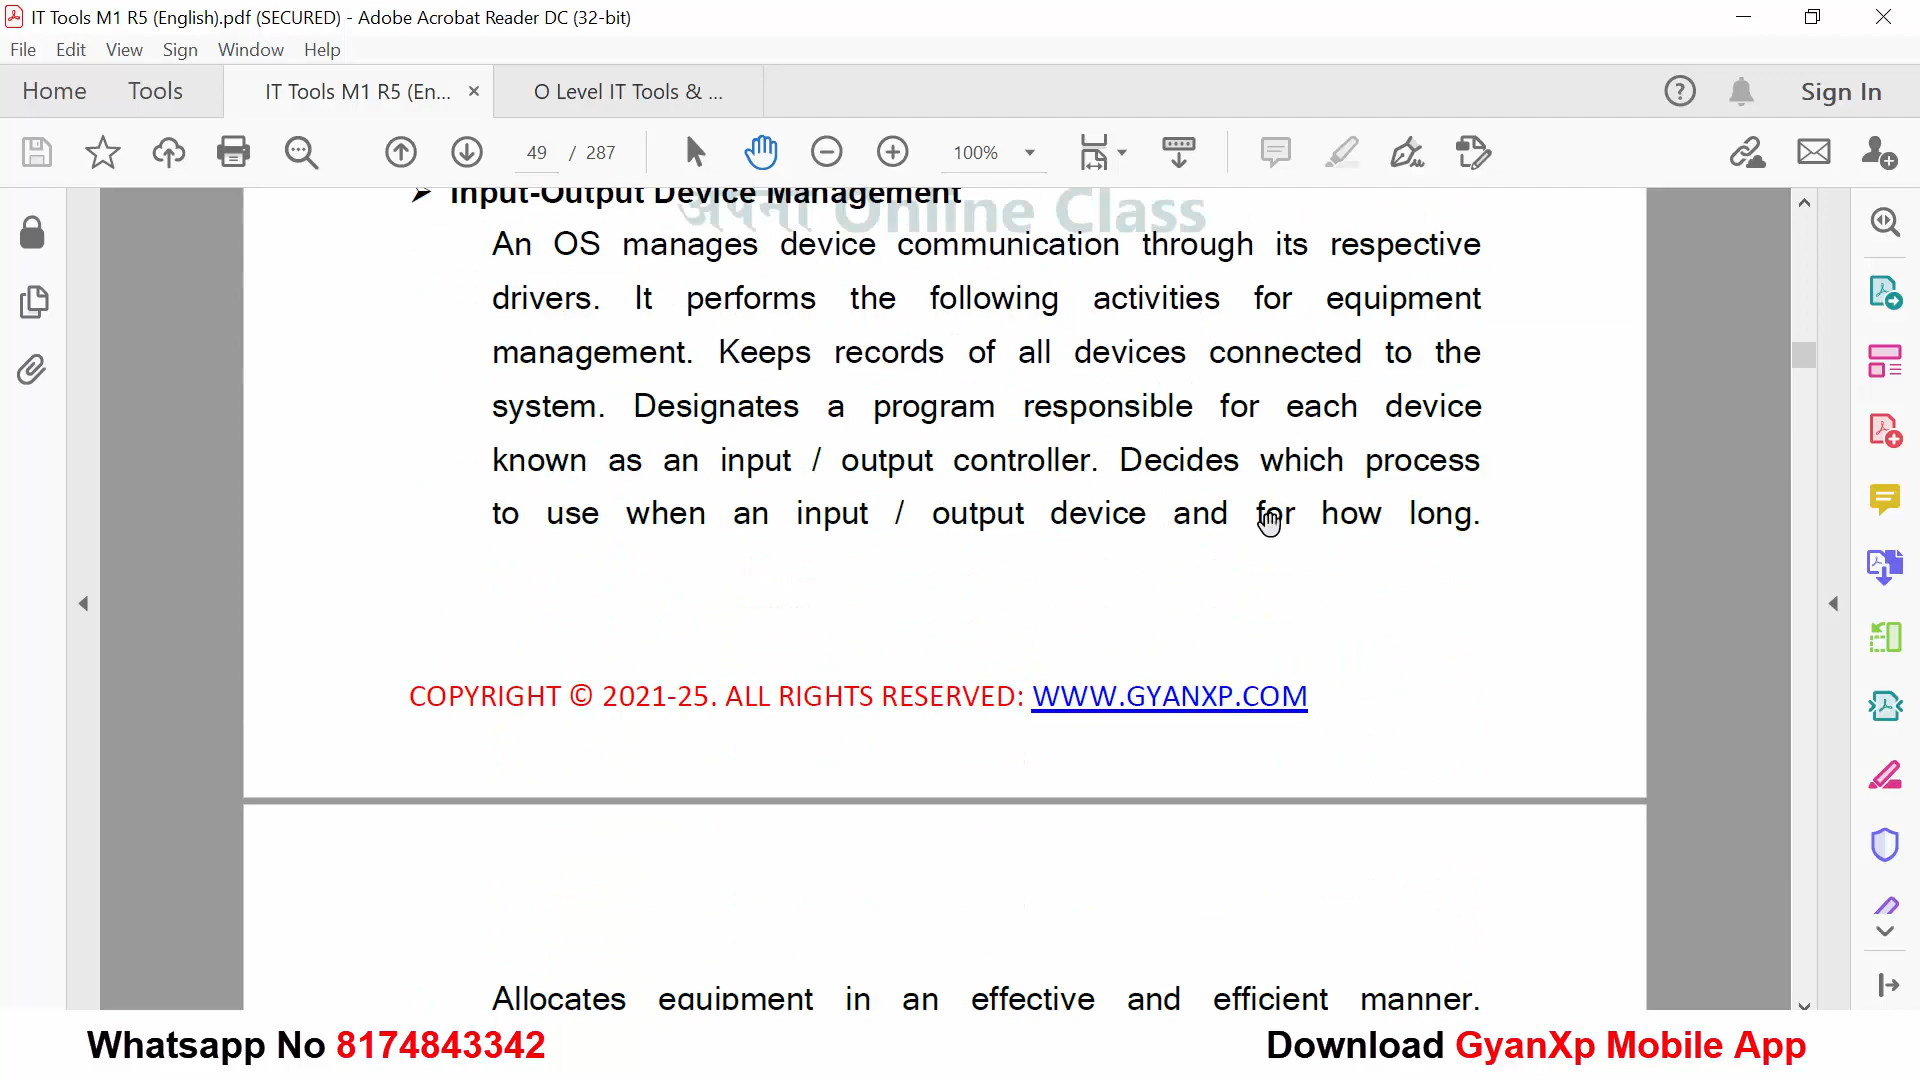 IT Tools M1 R5 (English).pdf (SECURED) - Adobe Acrobat Reader DC (32-bit)
File Edit View Sign Window Help
Home Tools IT Tools M1 R5 (En... × O Level IT Tools & ... Sign In
49 / 287 100%
अपना Online Class
Input-Output Device Management
An OS manages device communication through its respective
drivers. It performs the following activities for equipment
management. Keeps records of all devices connected to the
system. Designates a program responsible for each device
known as an input / output controller. Decides which process
to use when an input / output device and for how long.
COPYRIGHT © 2021-25. ALL RIGHTS RESERVED: WWW.GYANXP.COM
Allocates equipment in an effective and efficient manner.
Whatsapp No 8174843342 Download GyanXp Mobile App